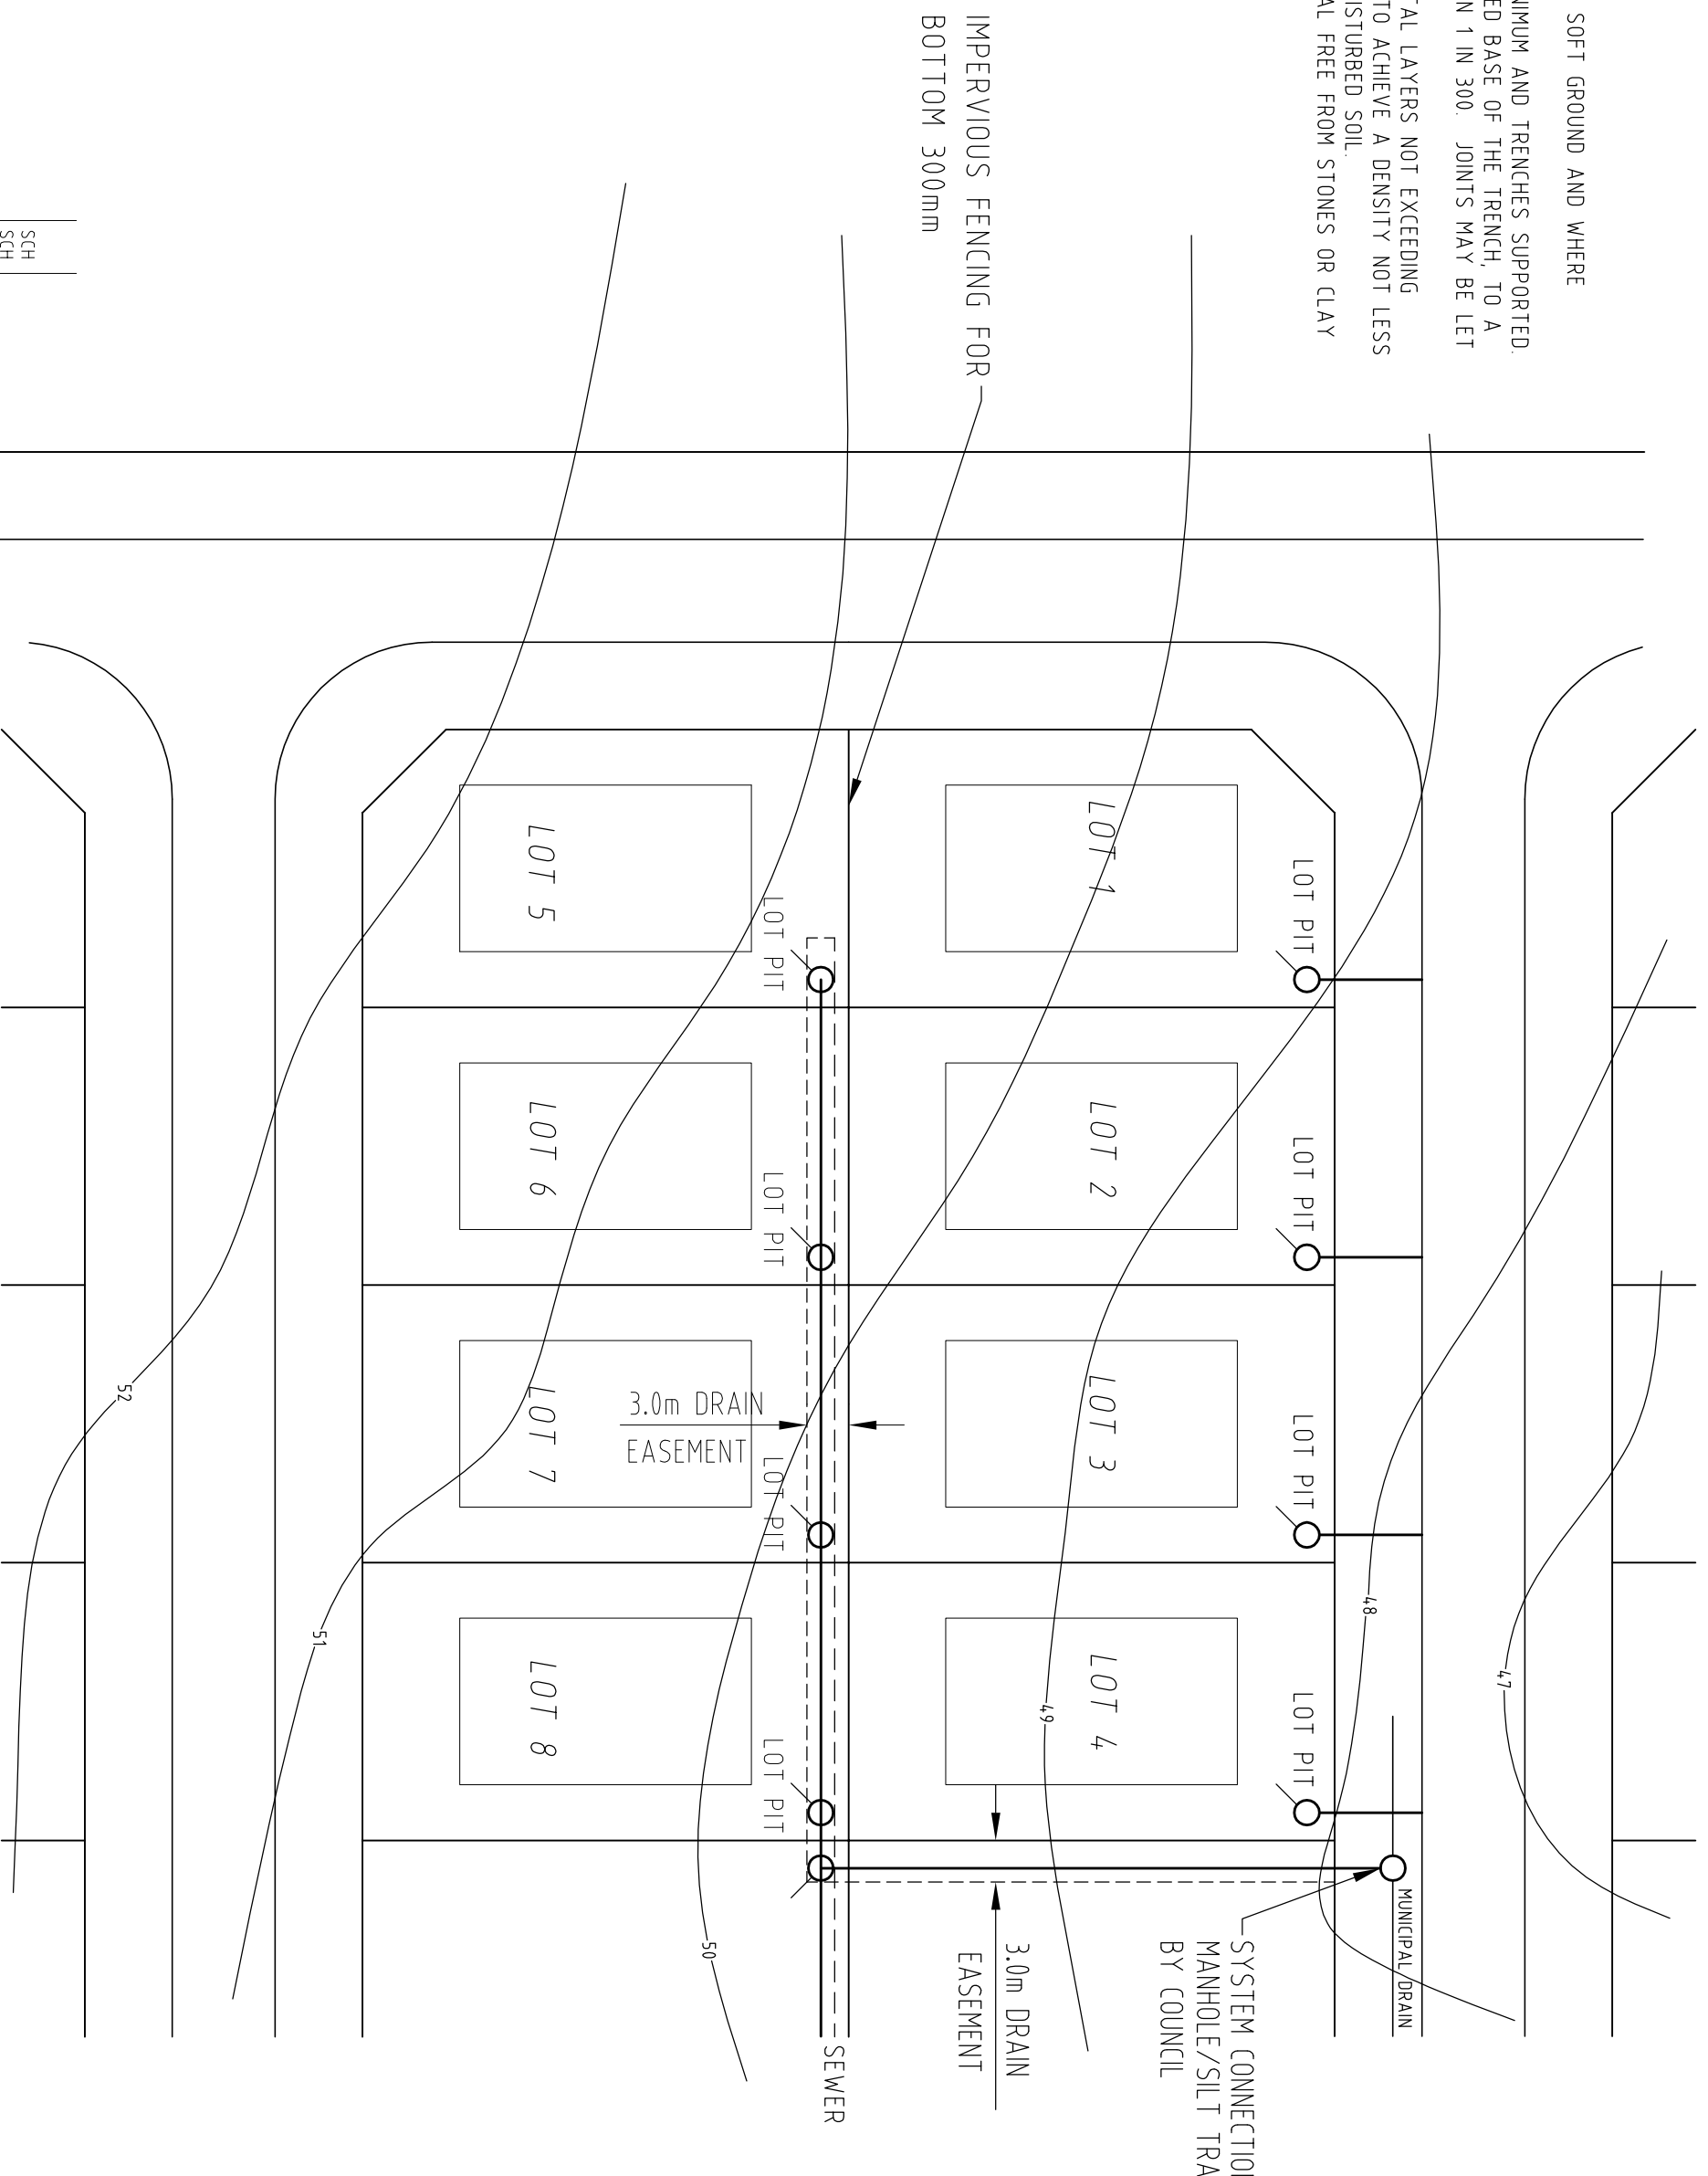 SOFT GROUND AND WHERE
NIMUM AND TRENCHES SUPPORTED.
ED BASE OF THE TRENCH, TO A
N 1 IN 300. JOINTS MAY BE LET
TAL LAYERS NOT EXCEEDING
TO ACHIEVE A DENSITY NOT LESS
ISTURBED SOIL.
AL FREE FROM STONES OR CLAY
IMPERVIOUS FENCING FOR
BOTTOM 300mm
SCH
SCH
LOT PIT
LOT PIT
LOT PIT
LOT PIT
LOT 1
LOT 2
LOT 3
LOT 4
LOT PIT
LOT PIT
LOT PIT
LOT PIT
3.0m DRAIN
EASEMENT
LOT 5
LOT 6
LOT 7
LOT 8
47
48
49
50
51
52
MUNICIPAL DRAIN
SYSTEM CONNECTION
MANHOLE/SILT TRA
BY COUNCIL
3.0m DRAIN
EASEMENT
SEWER